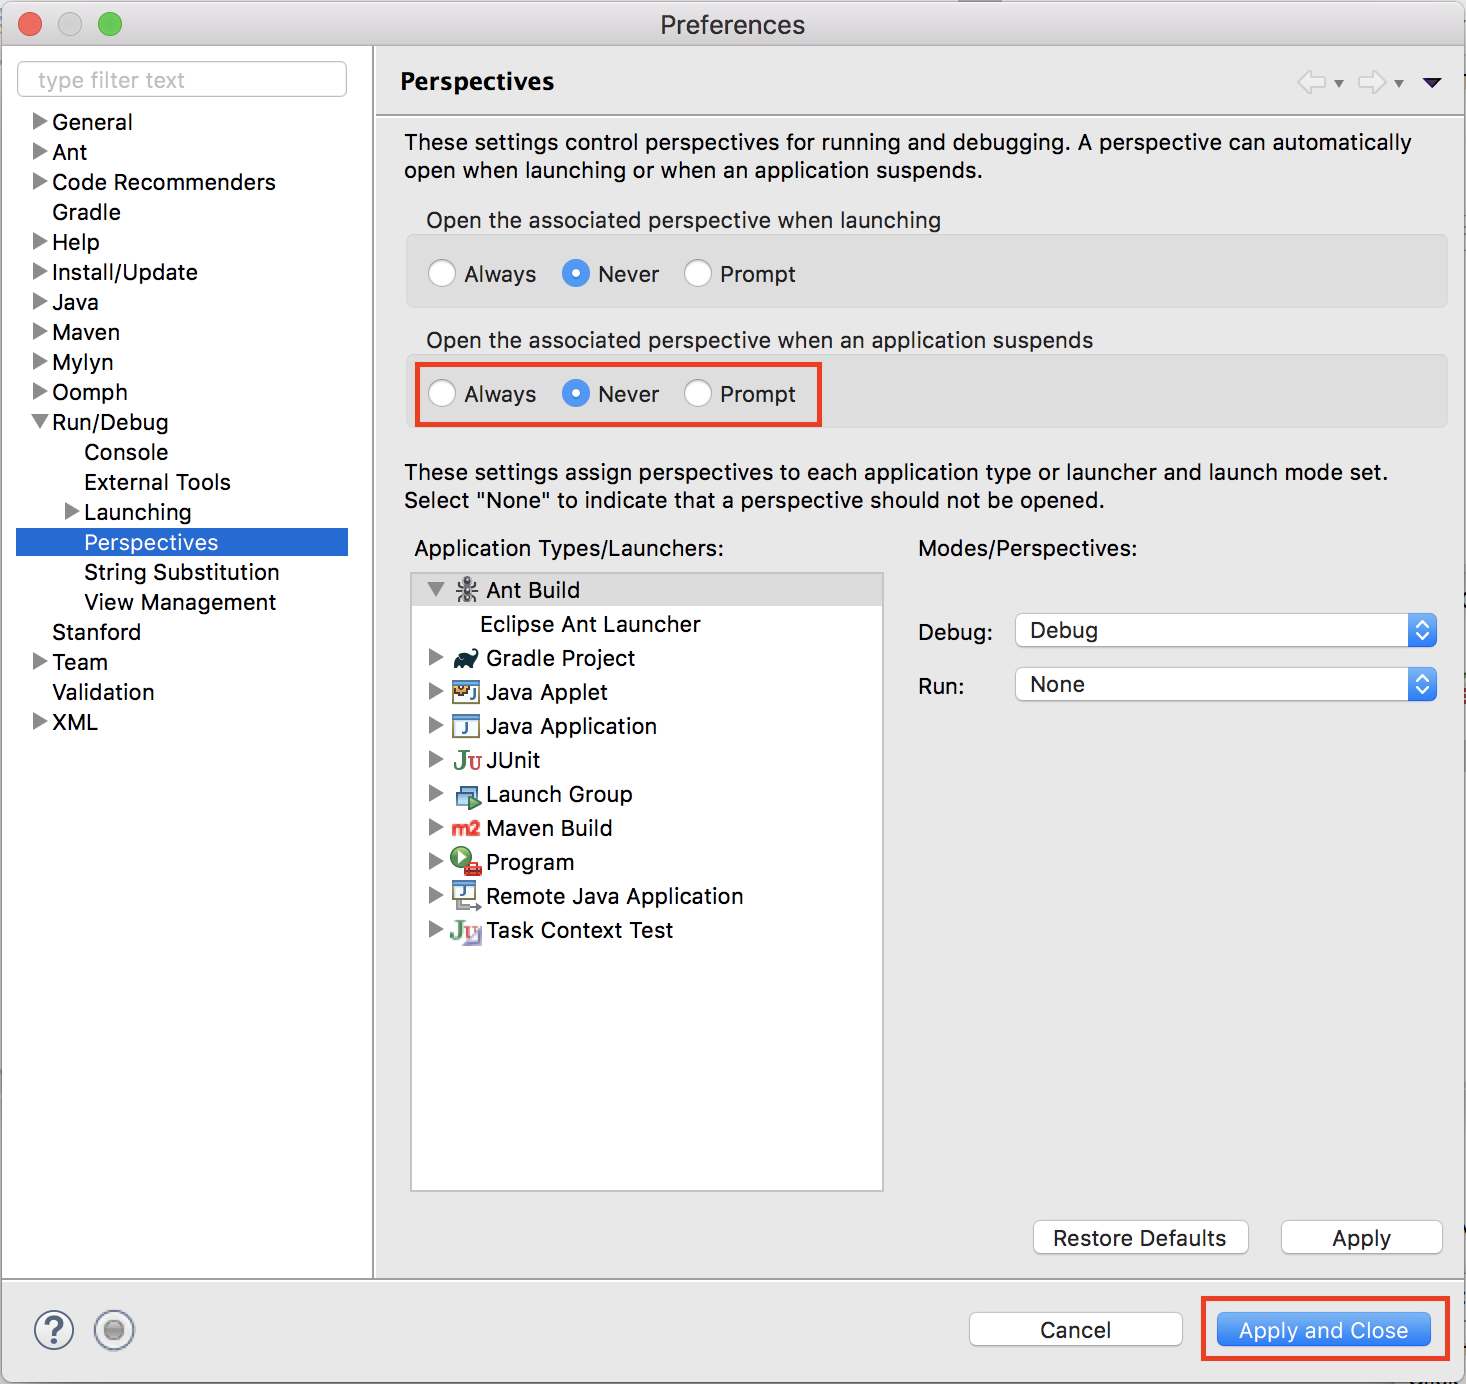 Preferences
type filter text
General
Ant
Code Recommenders
Gradle
Help
Install/Update
Java
Maven
Mylyn
Oomph
Run/Debug
Console
External Tools
Launching
Perspectives
String Substitution
View Management
Stanford
Team
Validation
XML
Perspectives
These settings control perspectives for running and debugging. A perspective can automatically
open when launching or when an application suspends.
Open the associated perspective when launching
Always Never Prompt
Open the associated perspective when an application suspends
Always Never Prompt
These settings assign perspectives to each application type or launcher and launch mode set.
Select "None" to indicate that a perspective should not be opened.
Application Types/Launchers:
Ant Build
Eclipse Ant Launcher
Gradle Project
J Java Applet
J Java Application
Ju JUnit
Launch Group
m2 Maven Build
Program
J Remote Java Application
Ju Task Context Test
Modes/Perspectives:
Debug: Debug
Run: None
Restore Defaults Apply
? Cancel Apply and Close